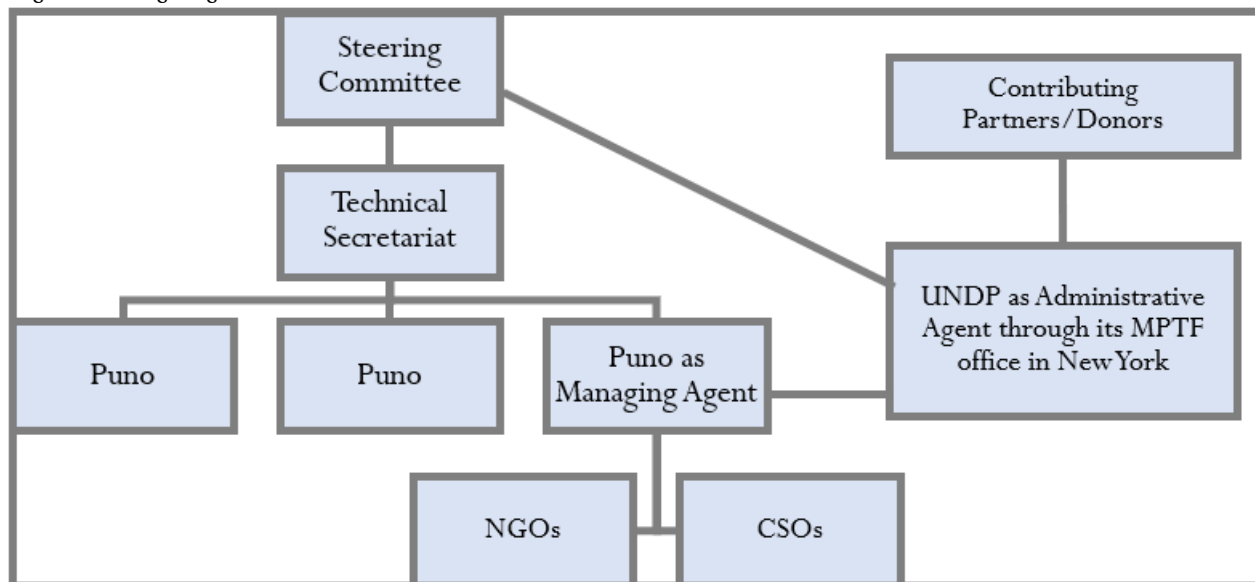 Steering
Committee
Contributing
Partners/Donors
Technical
Secretariat
UNDP as Administrative
Agent through its MPTF
office in New York
Puno
Puno
Puno as
Managing Agent
NGOs
CSOs